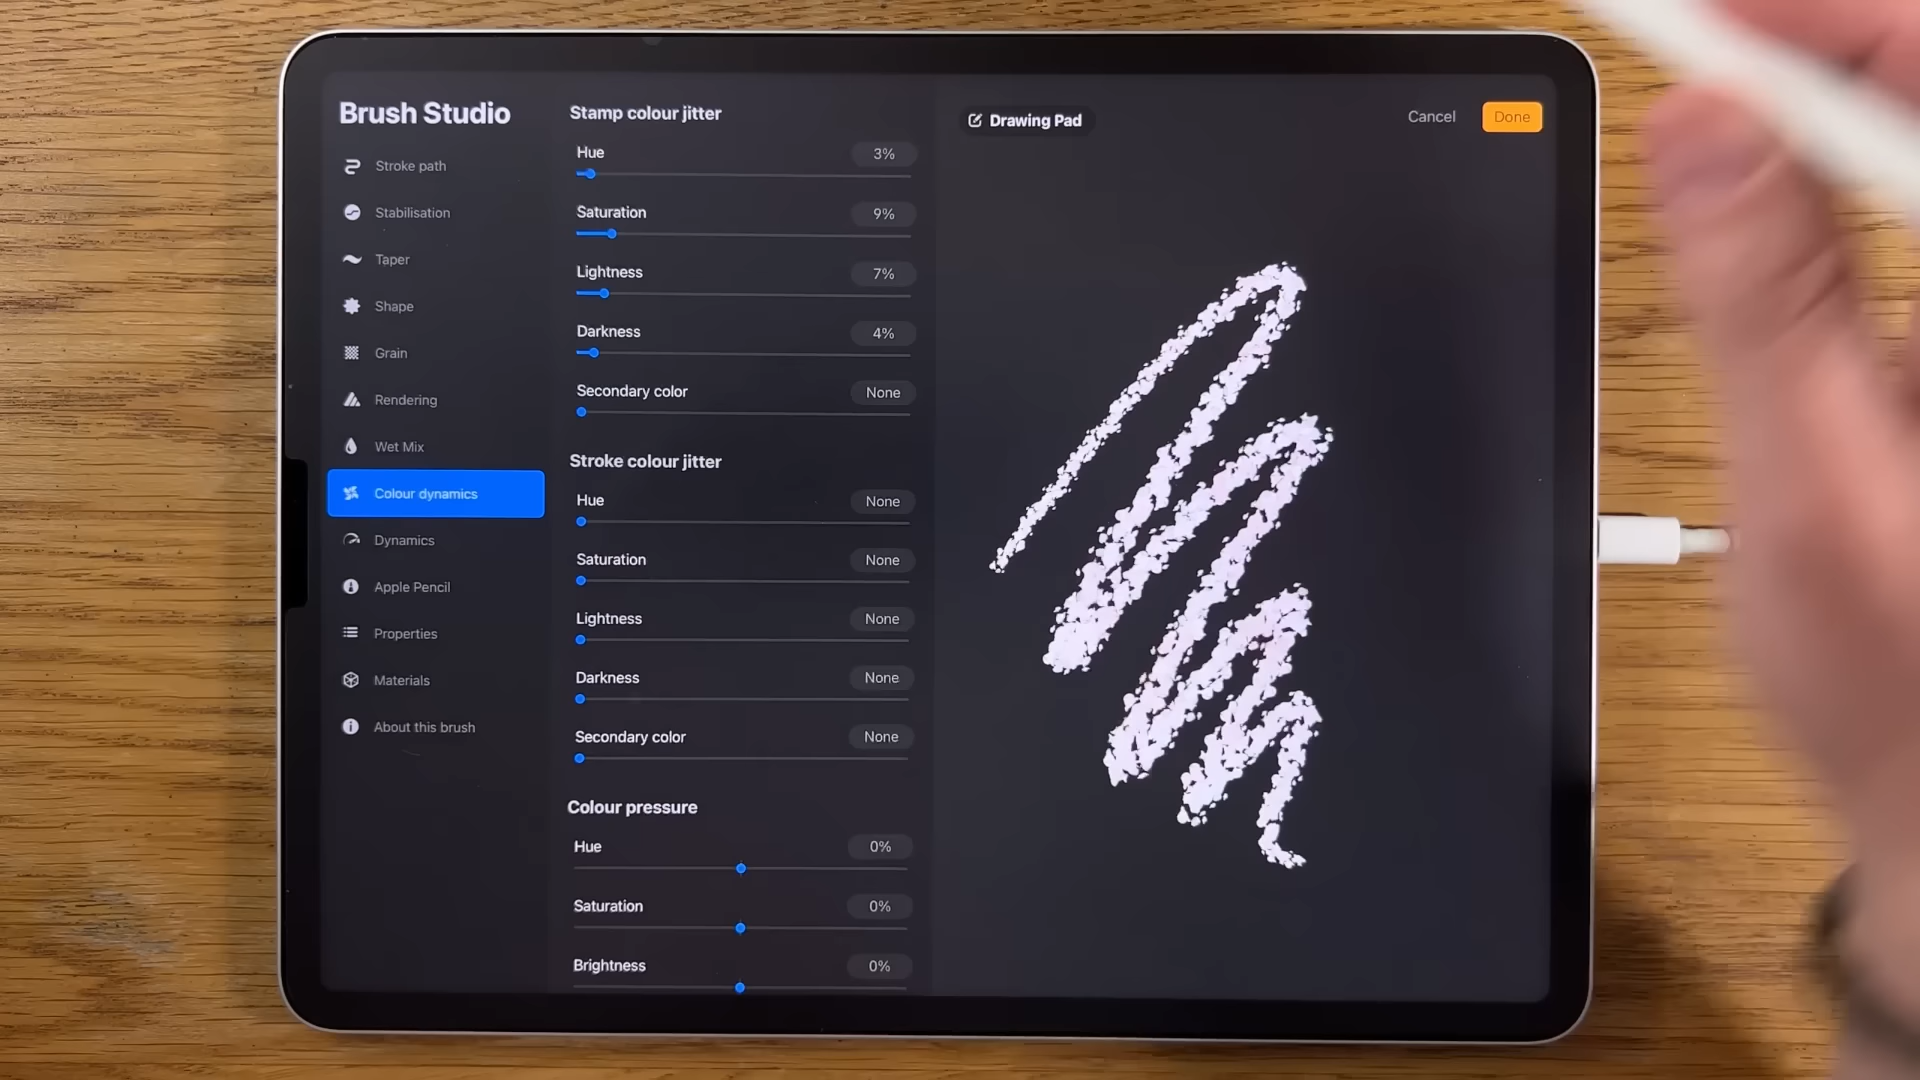 Brush Studio
Stroke path
Stabilisation
Taper
Shape
Grain
Rendering
Wet Mix
Colour dynamics
Dynamics
Apple Pencil
Properties
Materials
About this brush
Stamp colour jitter
Hue 3%
Saturation 9%
Lightness 7%
Darkness 4%
Secondary color None
Stroke colour jitter
Hue None
Saturation None
Lightness None
Darkness None
Secondary color None
Colour pressure
Hue 0%
Saturation 0%
Brightness 0%
Drawing Pad
Cancel
Done